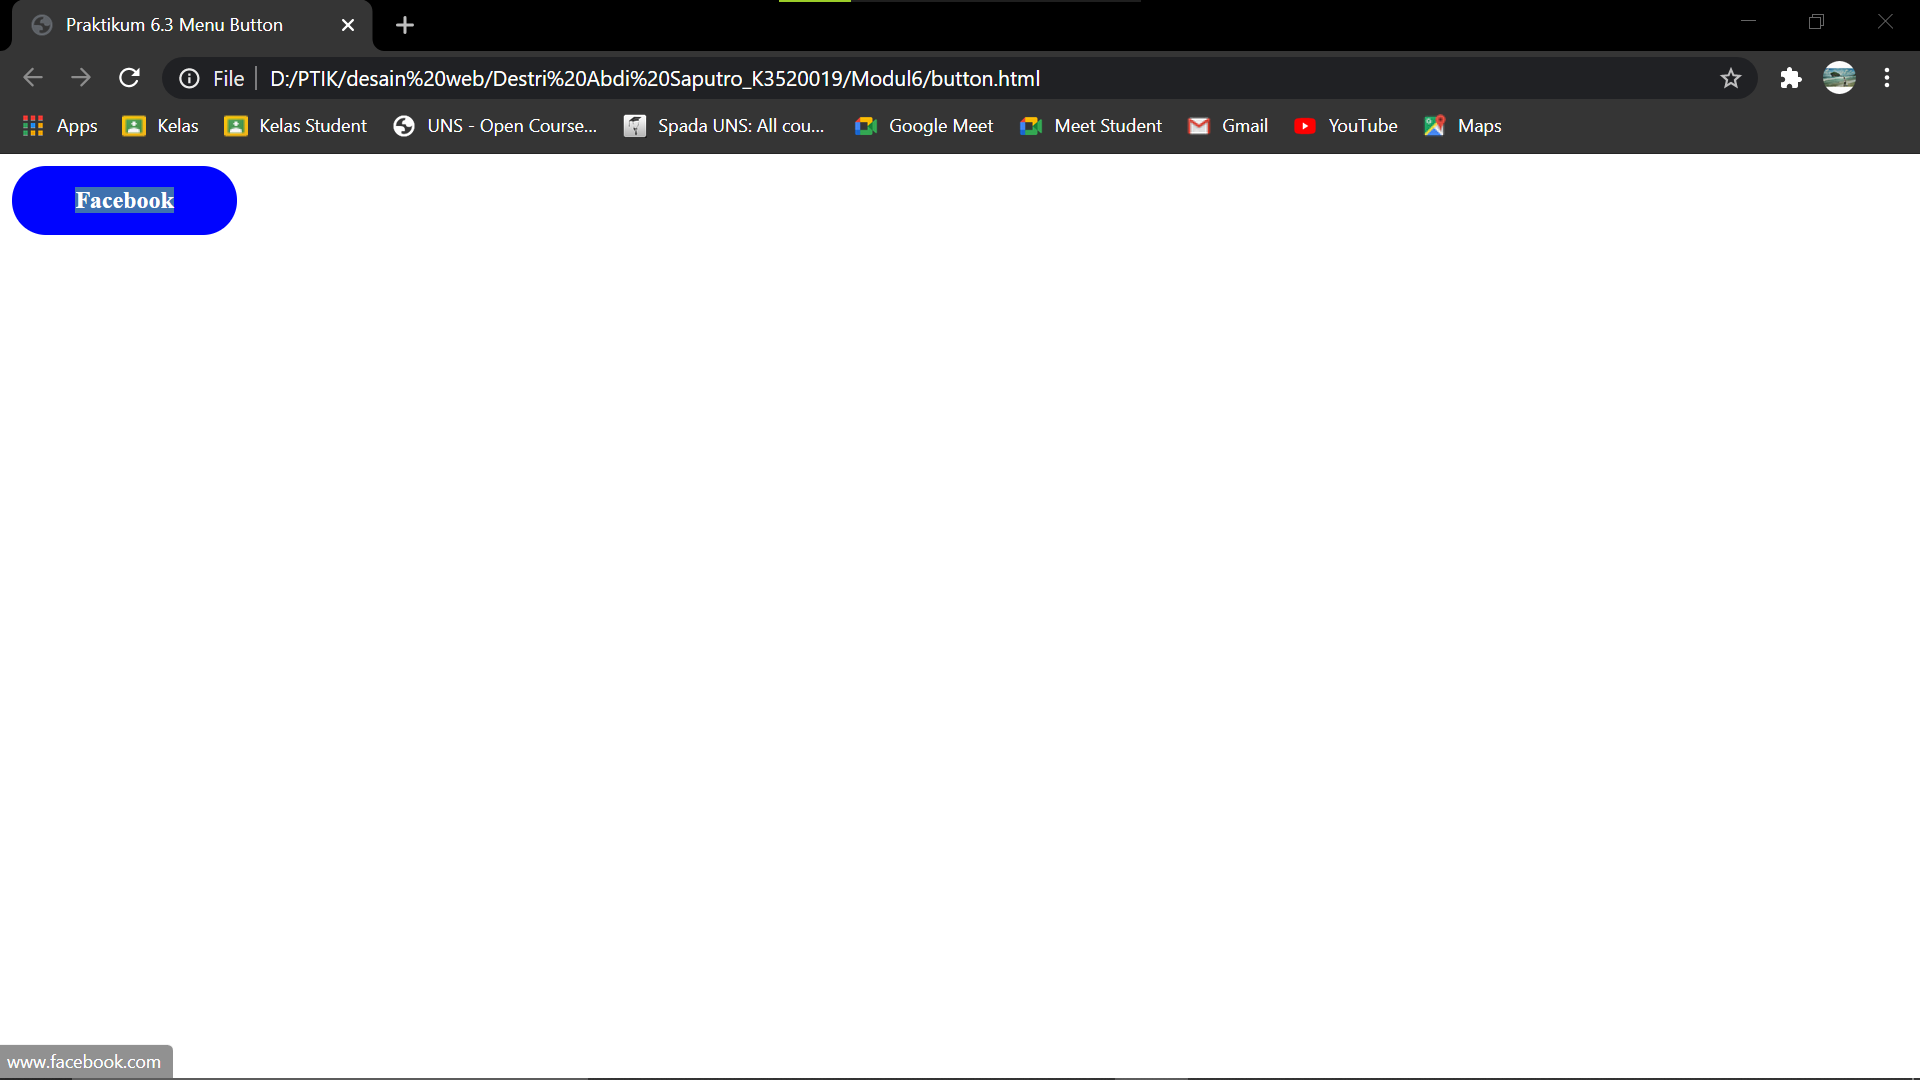 Praktikum 6.3 Menu Button
File D:/PTIK/desain%20web/Destri%20Abdi%20Saputro_K3520019/Modul6/button.html
Apps Kelas Kelas Student UNS - Open Course... Spada UNS: All cou... Google Meet Meet Student Gmail YouTube Maps
Facebook
www.facebook.com